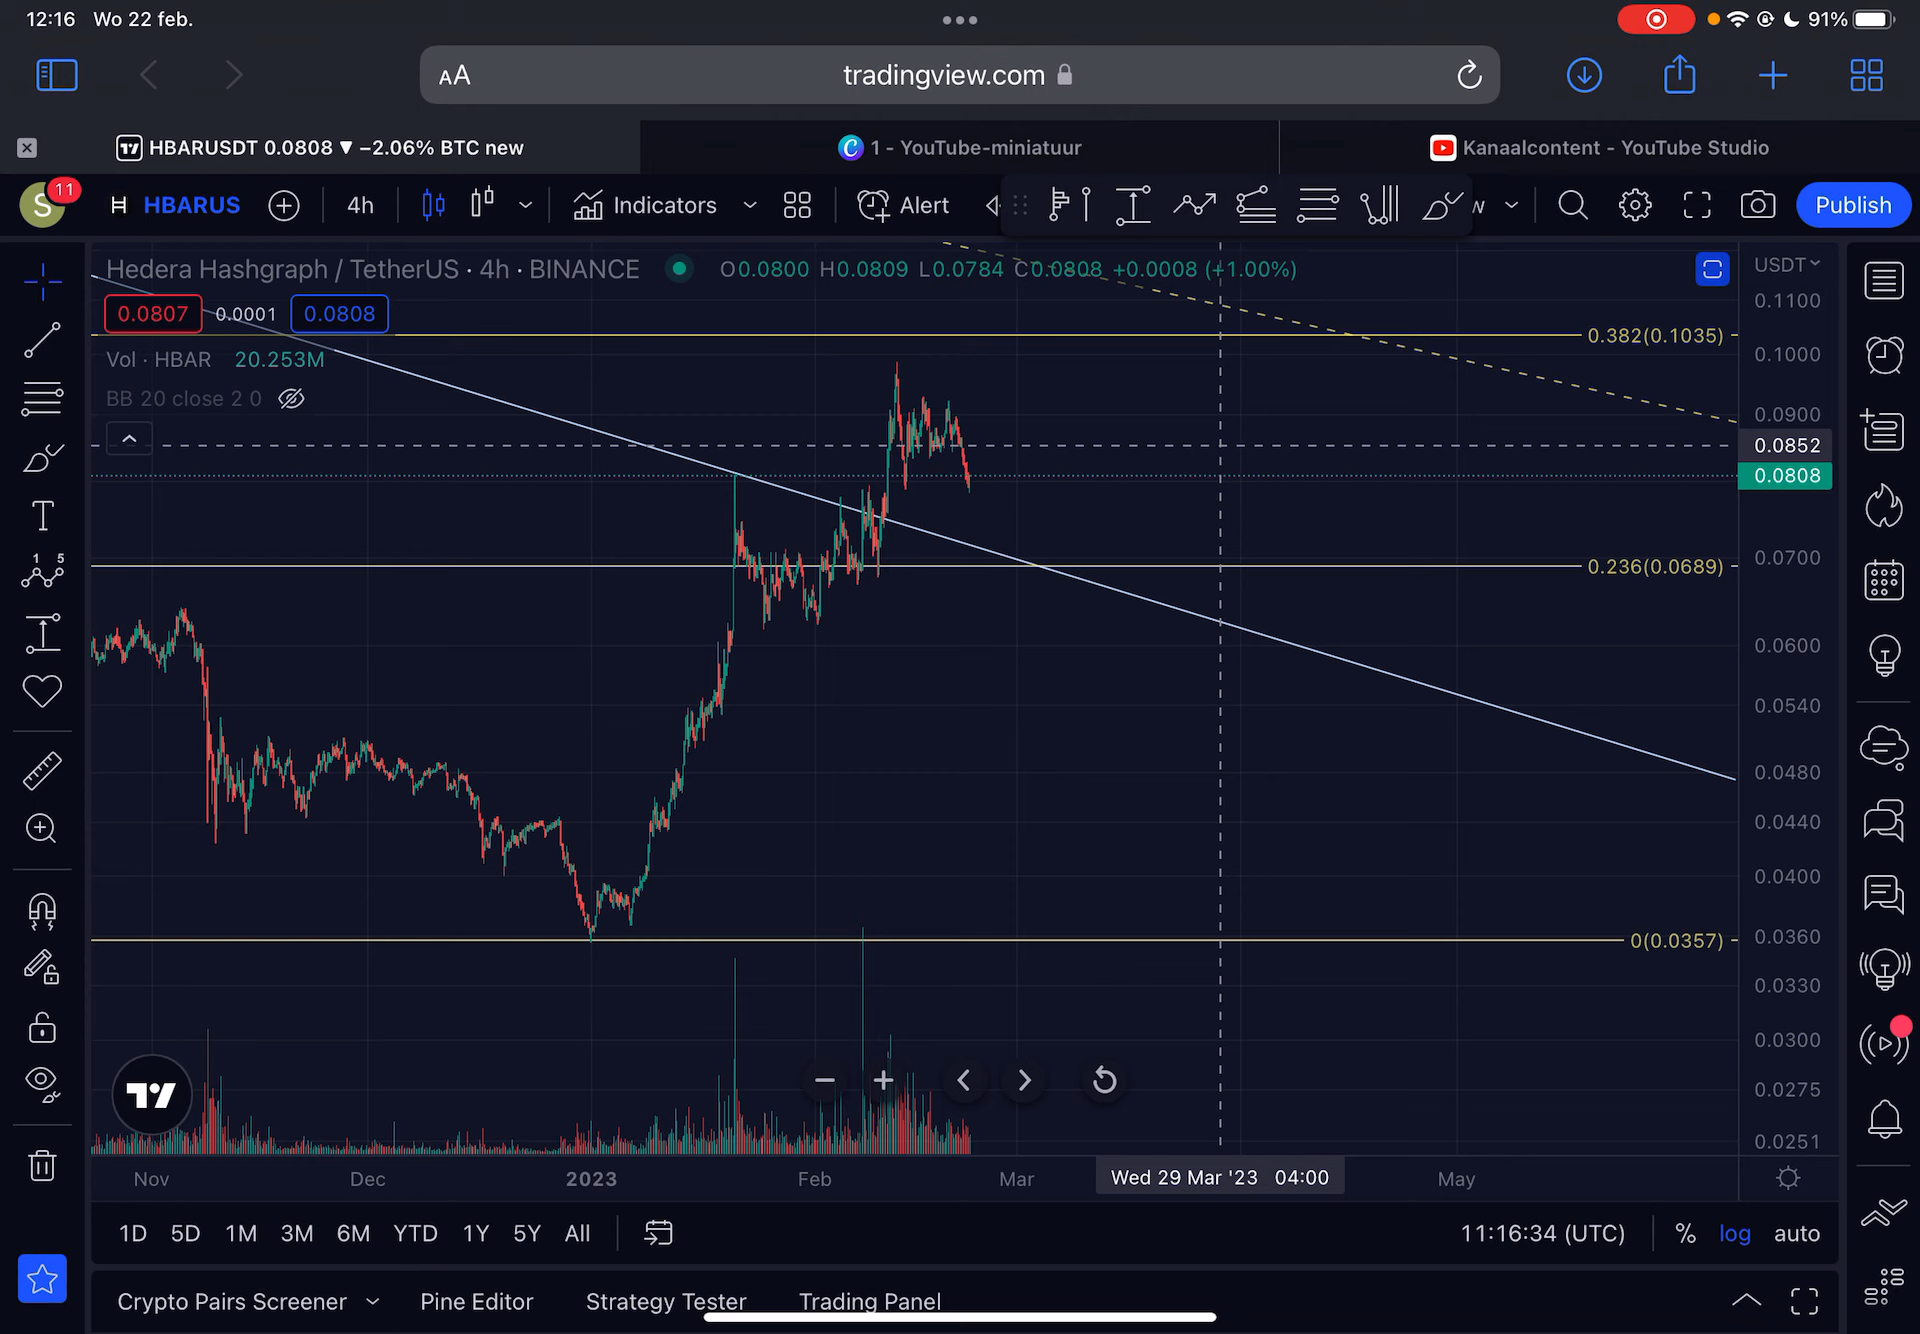 12:16 Wo 22 feb.
91%
AA tradingview.com
HBARUSDT 0.0808 ▼ −2.06% BTC new
1 - YouTube-miniatuur
Kanaalcontent - YouTube Studio
S 11 H HBARUS 4h Indicators Alert w Publish
Hedera Hashgraph / TetherUS · 4h · BINANCE O0.0800 H0.0809 L0.0784 C0.0808 +0.0008 (+1.00%)
USDT
0.0807 0.0001 0.0808
Vol · HBAR 20.253M
BB 20 close 2 0
0.382(0.1035)
0.236(0.0689)
0(0.0357)
0.1100
0.1000
0.0900
0.0852
0.0808
0.0700
0.0600
0.0540
0.0480
0.0440
0.0400
0.0360
0.0330
0.0300
0.0275
0.0251
1 5
T
Nov Dec 2023 Feb Mar Wed 29 Mar '23 04:00 May
1D 5D 1M 3M 6M YTD 1Y 5Y All 11:16:34 (UTC) % log auto
Crypto Pairs Screener Pine Editor Strategy Tester Trading Panel